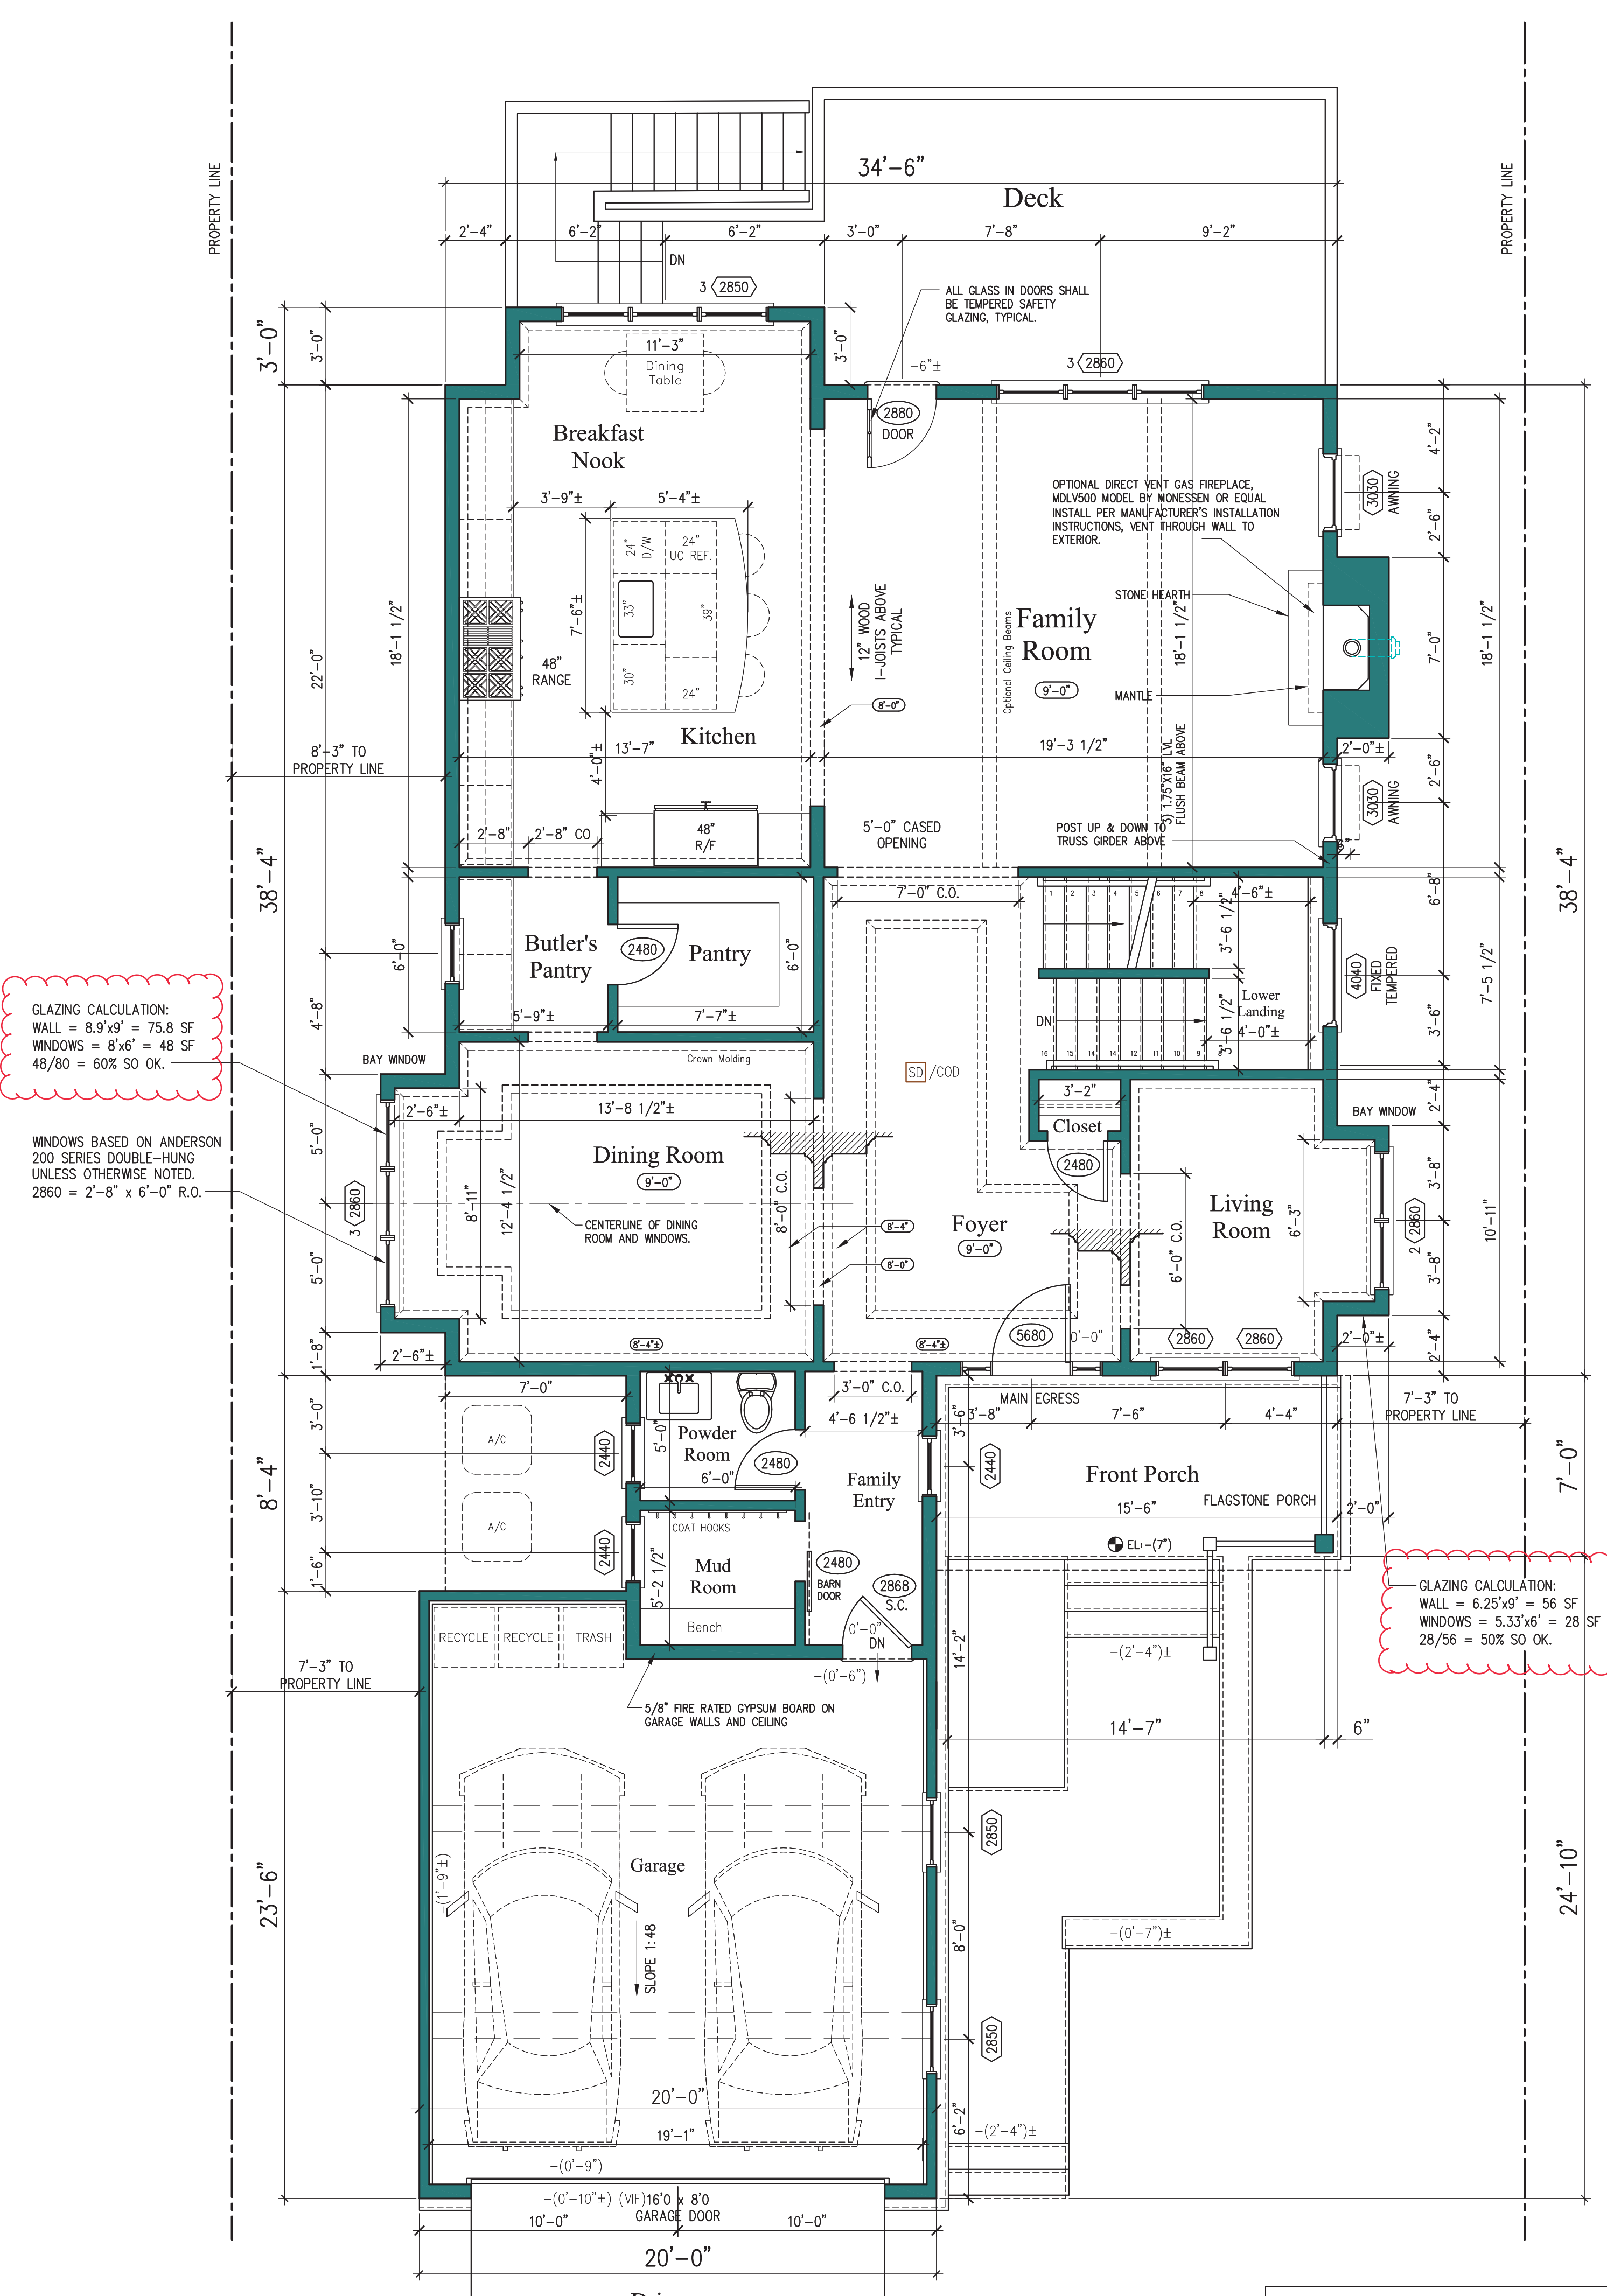 PROPERTY LINE
PROPERTY LINE
34'-6"
Deck
2'-4"
6'-2"
6'-2"
3'-0"
7'-8"
9'-2"
DN
3 2850
ALL GLASS IN DOORS SHALL
BE TEMPERED SAFETY
GLAZING, TYPICAL.
3'-0"
3'-0"
3'-0"
11'-3"
Dining
Table
-6"±
3 2860
2880
DOOR
Breakfast
Nook
4'-2"
3030
AWNING
2'-6"
3'-9"±
5'-4"±
OPTIONAL DIRECT VENT GAS FIREPLACE,
MDLV500 MODEL BY MONESSEN OR EQUAL
INSTALL PER MANUFACTURER'S INSTALLATION
INSTRUCTIONS, VENT THROUGH WALL TO
EXTERIOR.
24"
D/W
24"
UC REF.
7'-6"±
33"
39"
30"
24"
12" WOOD
I-JOISTS ABOVE
TYPICAL
STONE HEARTH
Family
Room
9'-0"
Optional Ceiling Beams
18'-1 1/2"
18'-1 1/2"
18'-1 1/2"
22'-0"
7'-0"
MANTLE
48"
RANGE
8'-0"
Kitchen
13'-7"
19'-3 1/2"
2'-0"±
8'-3" TO
PROPERTY LINE
4'-0"±
3) 1.75"X16" LVL
FLUSH BEAM ABOVE
2'-6"
3030
AWNING
2'-8"
2'-8" CO
48"
R/F
5'-0" CASED
OPENING
POST UP & DOWN TO
TRUSS GIRDER ABOVE
6"
38'-4"
38'-4"
7'-0" C.O.
1 2 3 4 5 6 7 8
4'-6"±
3'-6 1/2"
6'-8"
6'-0"
Butler's
Pantry
2480
Pantry
6'-0"
4040
FIXED
TEMPERED
7'-5 1/2"
GLAZING CALCULATION:
WALL = 8.9'x9' = 75.8 SF
WINDOWS = 8'x6' = 48 SF
48/80 = 60% SO OK.
4'-8"
5'-9"±
7'-7"±
DN
Lower
Landing
3'-6 1/2"
4'-0"±
3'-6"
16 15 14 14 12 11 10 9 8
BAY WINDOW
Crown Molding
SD /COD
3'-2"
2'-4"
BAY WINDOW
2'-6"±
13'-8 1/2"±
Closet
WINDOWS BASED ON ANDERSON
200 SERIES DOUBLE-HUNG
UNLESS OTHERWISE NOTED.
2860 = 2'-8" x 6'-0" R.O.
5'-0"
Dining Room
9'-0"
2480
3'-8"
3 2860
8'-11"
12'-4 1/2"
8'-0" C.O.
Living
Room
6'-3"
2 2860
10'-11"
CENTERLINE OF DINING
ROOM AND WINDOWS.
8'-4"
8'-0"
Foyer
9'-0"
6'-0" C.O.
5'-0"
3'-8"
5680
0'-0"
2860
2860
2'-0"±
1'-8"
2'-6"±
8'-4"±
8'-4"±
2'-4"
7'-0"
3'-0" C.O.
MAIN EGRESS
7'-3" TO
PROPERTY LINE
3'-0"
A/C
2440
5'-0"
Powder
Room
6'-0"
2480
4'-6 1/2"±
3'-6"
3'-8"
7'-6"
4'-4"
2440
Family
Entry
Front Porch
FLAGSTONE PORCH
15'-6"
2'-0"
7'-0"
8'-4"
3'-10"
A/C
2440
COAT HOOKS
Mud
Room
5'-2 1/2"
Bench
1'-6"
2480
BARN
DOOR
2868
S.C.
0'-0"
DN
EL:-(7")
GLAZING CALCULATION:
WALL = 6.25'x9' = 56 SF
WINDOWS = 5.33'x6' = 28 SF
28/56 = 50% SO OK.
RECYCLE
RECYCLE
TRASH
-(0'-6")
14'-2"
-(2'-4")±
7'-3" TO
PROPERTY LINE
5/8" FIRE RATED GYPSUM BOARD ON
GARAGE WALLS AND CEILING
14'-7"
6"
2850
(1'-9"±)
Garage
23'-6"
24'-10"
SLOPE 1:48
8'-0"
-(0'-7")±
2850
20'-0"
6'-2"
19'-1"
-(2'-4")±
-(0'-9")
-(0'-10"±) (VIF)
16'0 x 8'0
GARAGE DOOR
10'-0"
10'-0"
20'-0"